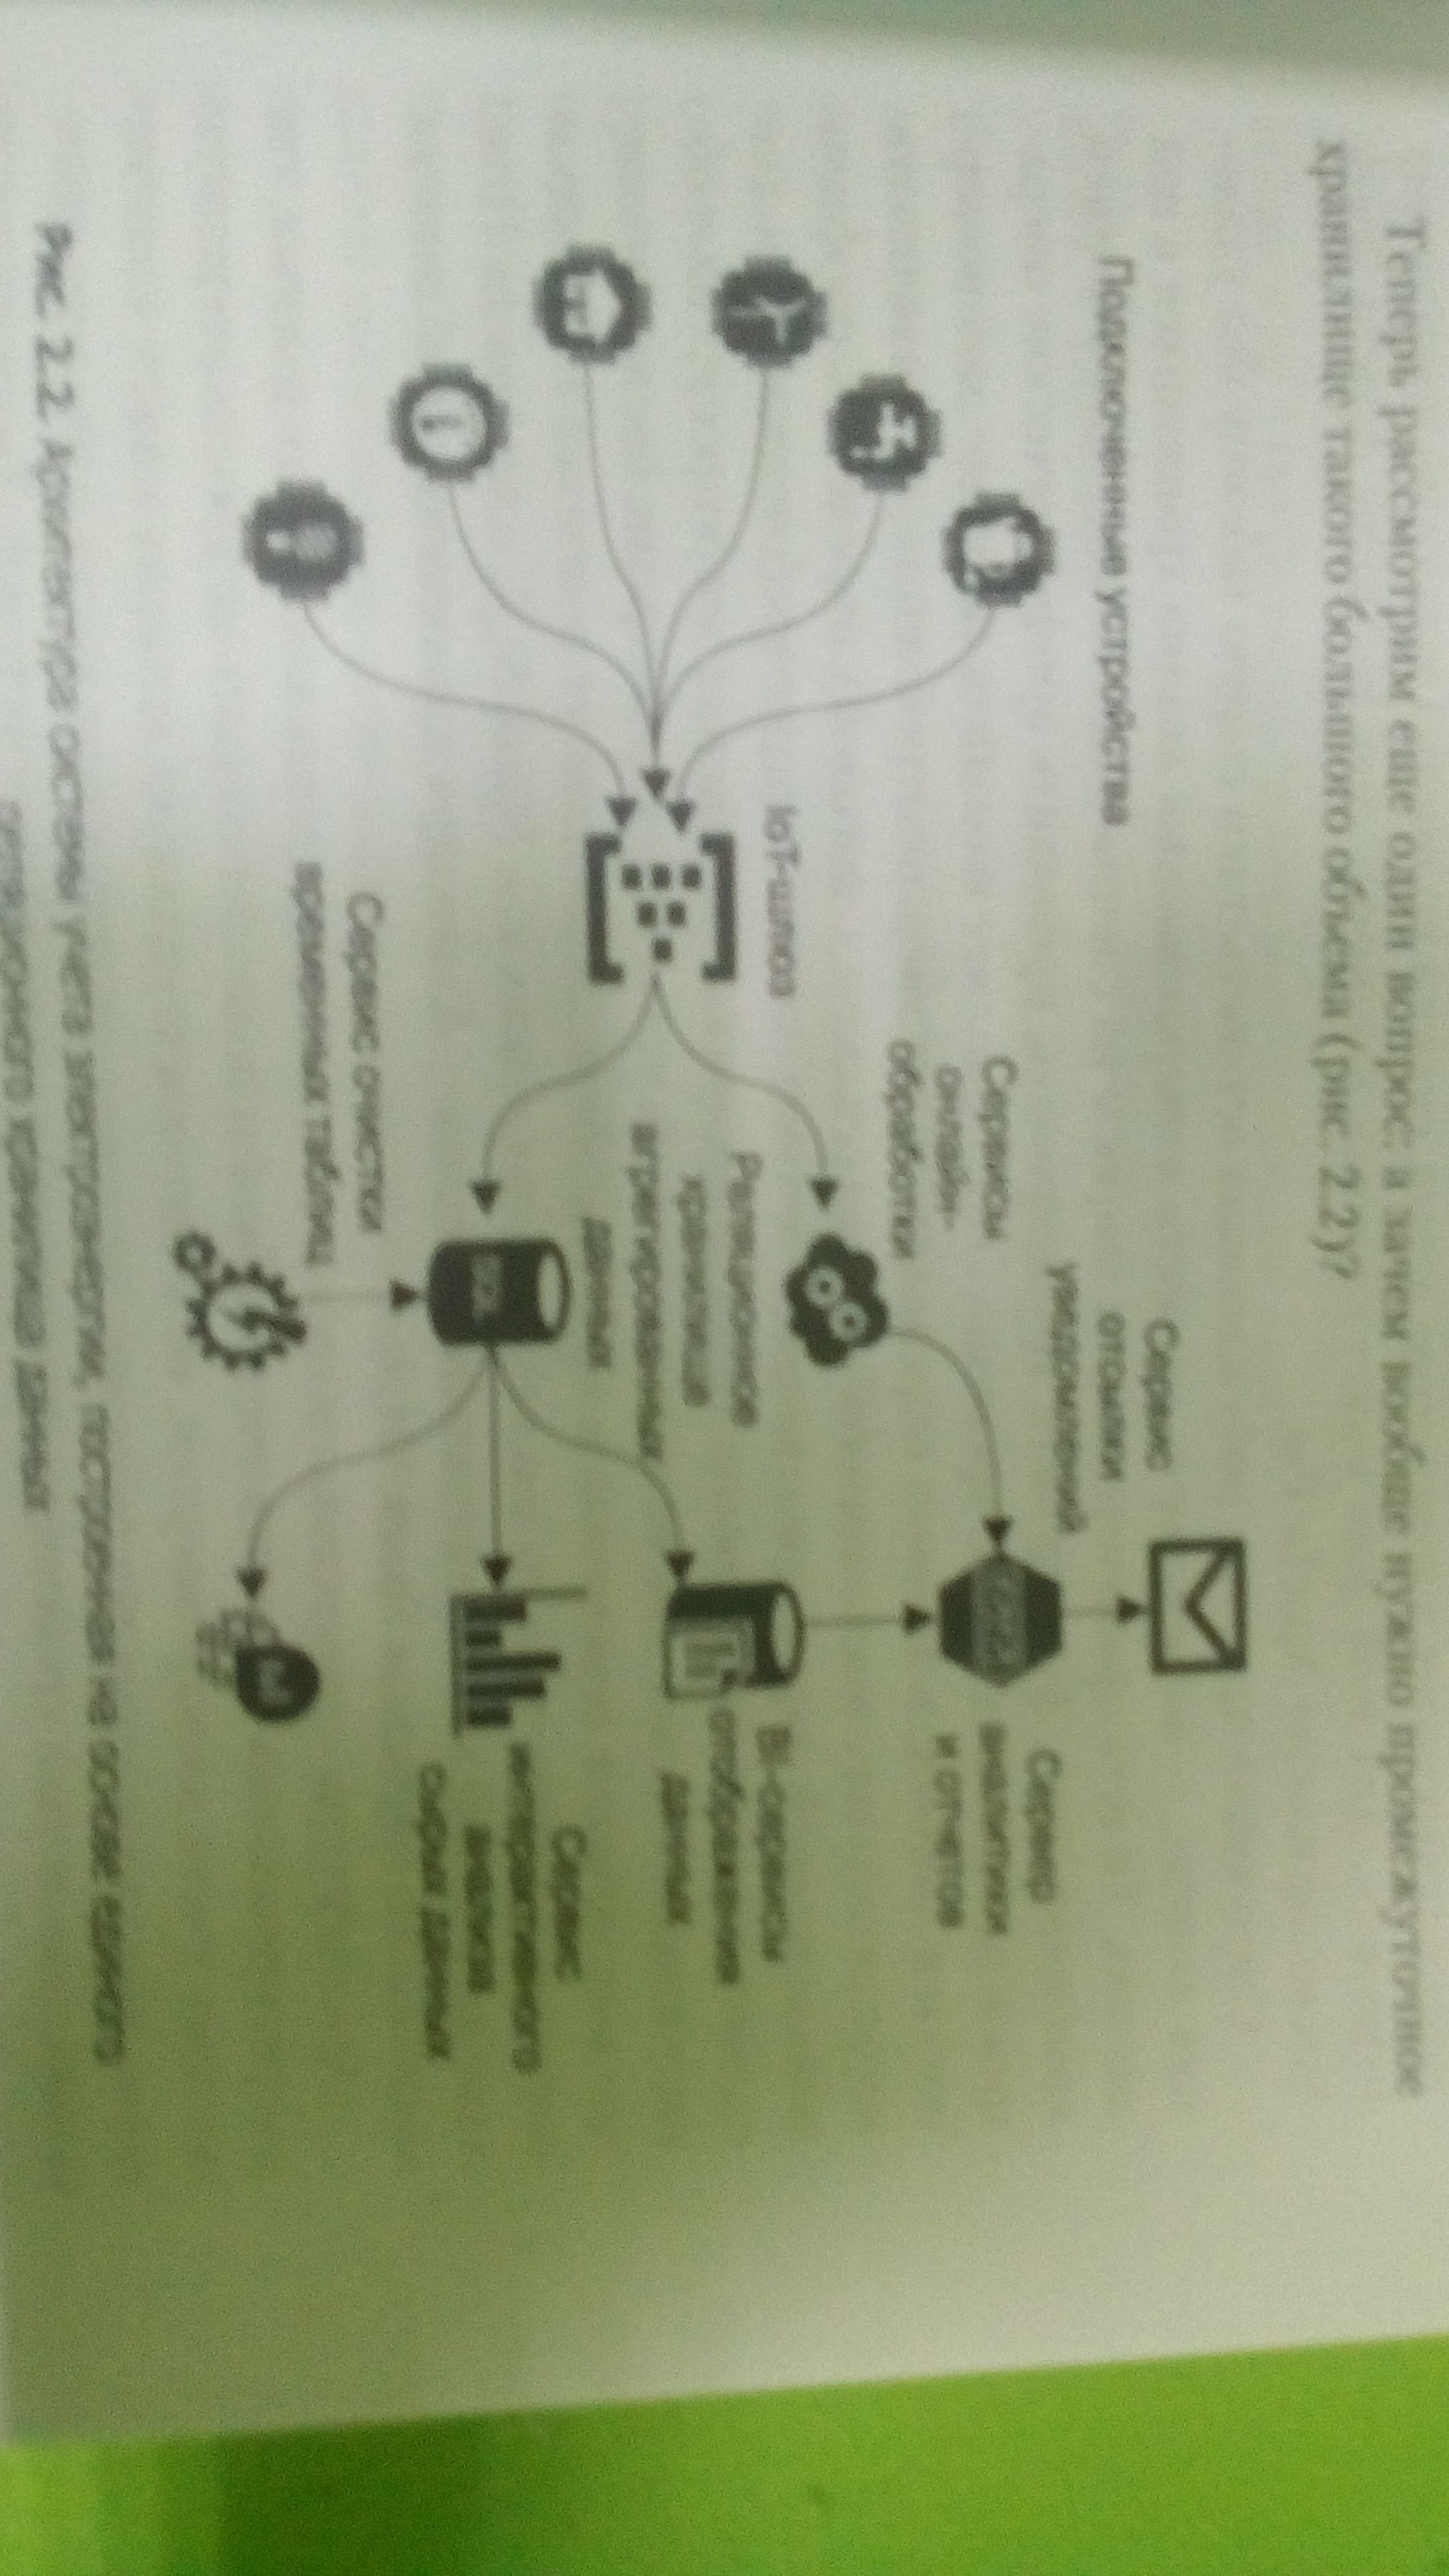 Теперь рассмотрим еще один вопрос: а зачем вообще нужно промежуточное
хранилище такого большого объема (рис. 2.2)?
Подключенные устройства
Сервис
отсылки
уведомлений
Сервер
аналитики
и отчетов
Сервисы
онлайн-
обработки
IoT-шлюз
Реляционное
хранилище
агрегированных
данных
BI-сервисы
отображения
данных
SQL
Сервис
интерактивного
анализа
сырых данных
Сервис очистки
временных таблиц
Рис. 2.2. Архитектура системы учета электроэнергии, построенная на основе единого
реляционного хранилища данных